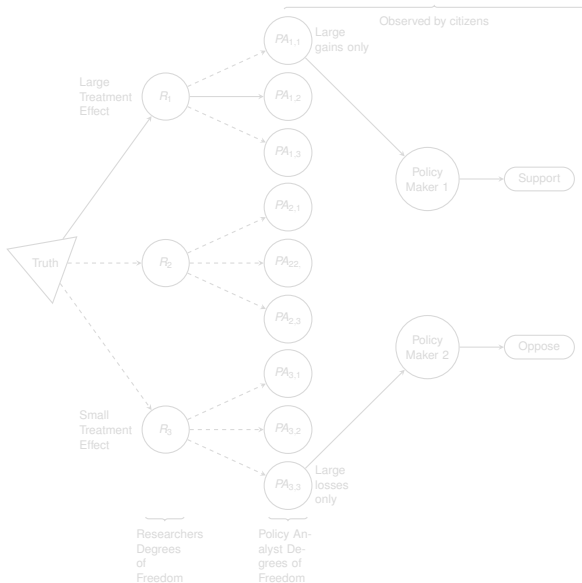 Observed by citizens
PA1,1
Large
gains only
Large
Treatment
Effect
R1
PA1,2
PA1,3
Policy
Maker 1
Support
PA2,1
Truth
R2
PA22,
PA2,3
Policy
Maker 2
Oppose
PA3,1
Small
Treatment
Effect
R3
PA3,2
PA3,3
Large
losses
only
Researchers
Degrees
of
Freedom
Policy An-
alyst De-
grees of
Freedom